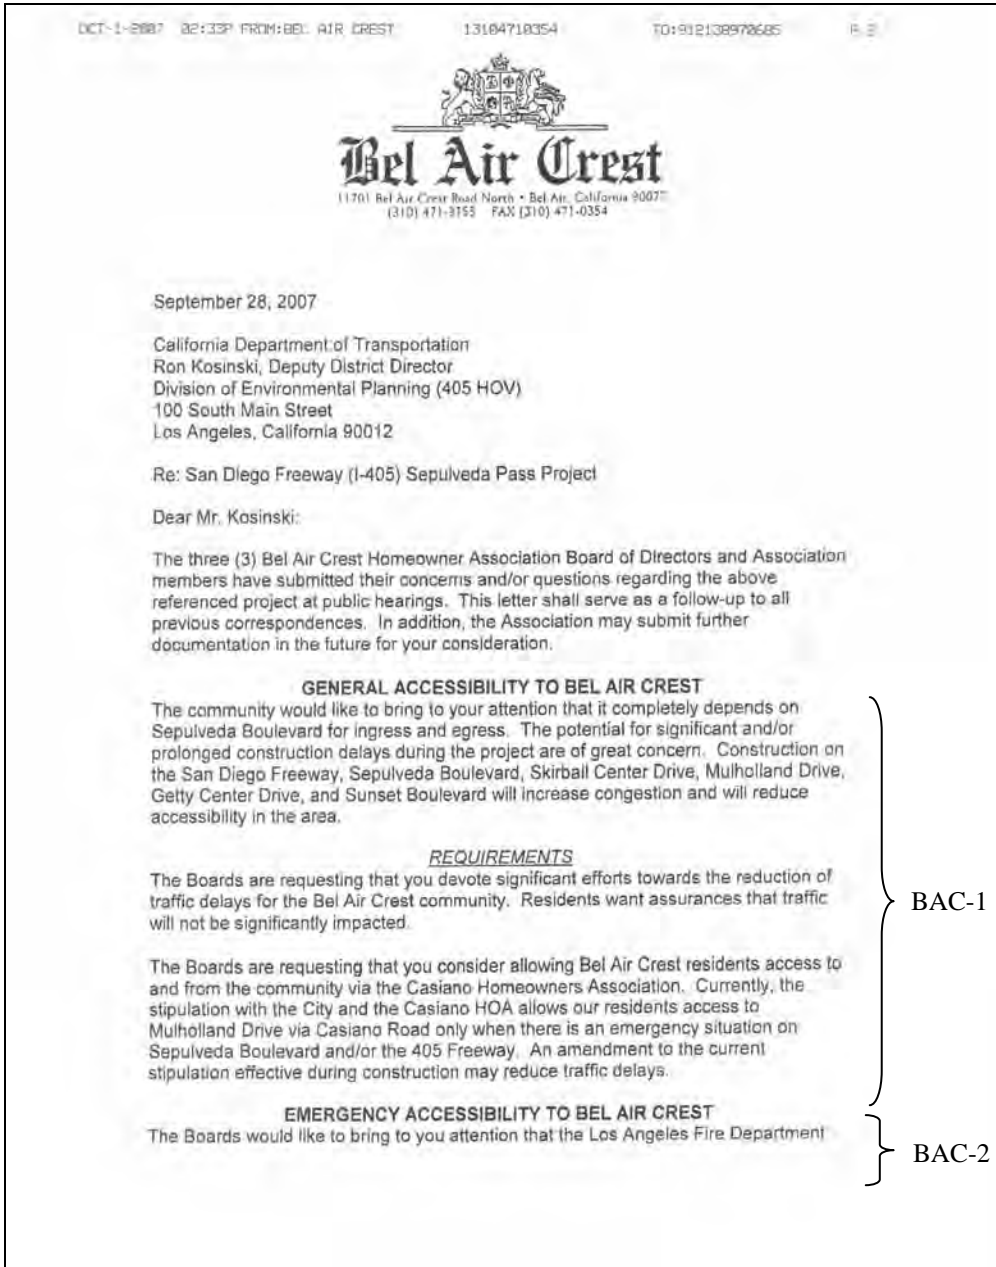 OCT-1-2007 02:33P FROM:BEL AIR CREST 13104710354 TO:912138970685
Bel Air Crest
11701 Bel Air Crest Road North • Bel Air, California 90077
(310) 471-3155 FAX (310) 471-0354
September 28, 2007
California Department of Transportation
Ron Kosinski, Deputy District Director
Division of Environmental Planning (405 HOV)
100 South Main Street
Los Angeles, California 90012
Re: San Diego Freeway (I-405) Sepulveda Pass Project
Dear Mr. Kosinski:
The three (3) Bel Air Crest Homeowner Association Board of Directors and Association
members have submitted their concerns and/or questions regarding the above
referenced project at public hearings. This letter shall serve as a follow-up to all
previous correspondences. In addition, the Association may submit further
documentation in the future for your consideration.
GENERAL ACCESSIBILITY TO BEL AIR CREST
The community would like to bring to your attention that it completely depends on
Sepulveda Boulevard for ingress and egress. The potential for significant and/or
prolonged construction delays during the project are of great concern. Construction on
the San Diego Freeway, Sepulveda Boulevard, Skirball Center Drive, Mulholland Drive,
Getty Center Drive, and Sunset Boulevard will increase congestion and will reduce
accessibility in the area.
REQUIREMENTS
The Boards are requesting that you devote significant efforts towards the reduction of
traffic delays for the Bel Air Crest community. Residents want assurances that traffic
will not be significantly impacted.
BAC-1
The Boards are requesting that you consider allowing Bel Air Crest residents access to
and from the community via the Casiano Homeowners Association. Currently, the
stipulation with the City and the Casiano HOA allows our residents access to
Mulholland Drive via Casiano Road only when there is an emergency situation on
Sepulveda Boulevard and/or the 405 Freeway. An amendment to the current
stipulation effective during construction may reduce traffic delays.
EMERGENCY ACCESSIBILITY TO BEL AIR CREST
The Boards would like to bring to you attention that the Los Angeles Fire Department
BAC-2